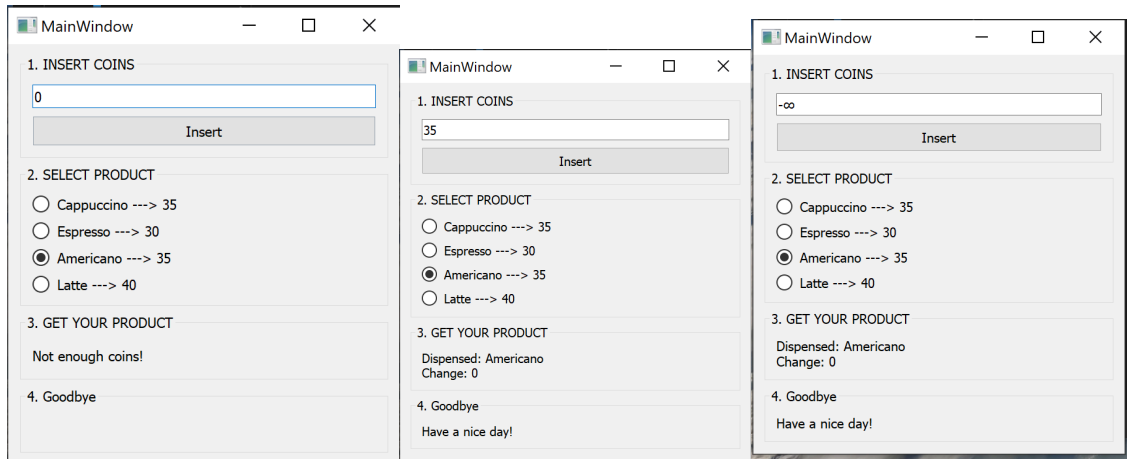 MainWindow
1. INSERT COINS
0
Insert
2. SELECT PRODUCT
Cappuccino ---> 35
Espresso ---> 30
Americano ---> 35
Latte ---> 40
3. GET YOUR PRODUCT
Not enough coins!
4. Goodbye
MainWindow
1. INSERT COINS
35
Insert
2. SELECT PRODUCT
Cappuccino ---> 35
Espresso ---> 30
Americano ---> 35
Latte ---> 40
3. GET YOUR PRODUCT
Dispensed: Americano
Change: 0
4. Goodbye
Have a nice day!
MainWindow
1. INSERT COINS
-∞
Insert
2. SELECT PRODUCT
Cappuccino ---> 35
Espresso ---> 30
Americano ---> 35
Latte ---> 40
3. GET YOUR PRODUCT
Dispensed: Americano
Change: 0
4. Goodbye
Have a nice day!